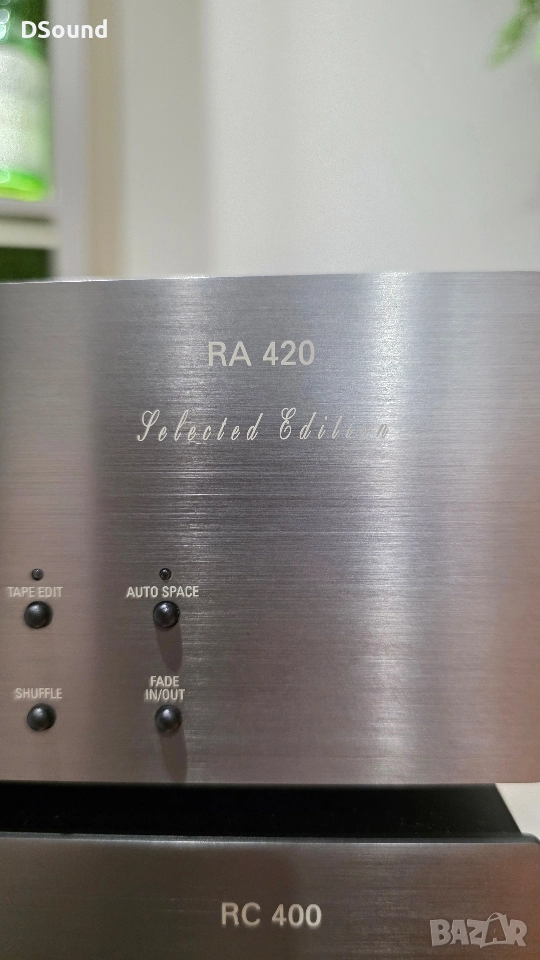 DSound
RA 420
Selected Edition
TAPE EDIT
AUTO SPACE
SHUFFLE
FADE
IN/OUT
RC 400
BAZAR